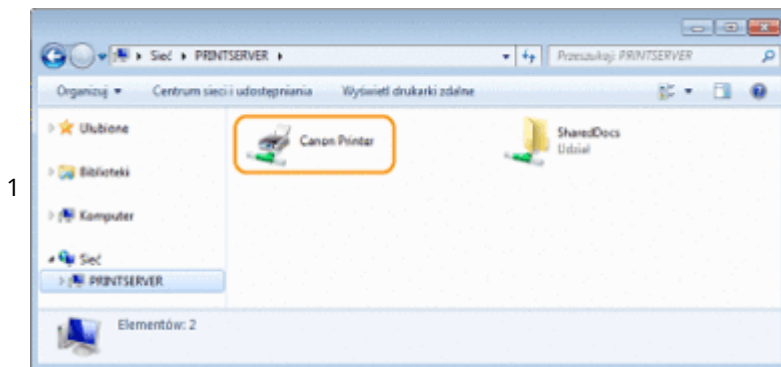 Sieć ▸ PRINTSERVER ▸ Przeszukaj: PRINTSERVER
Organizuj Centrum sieci i udostępniania Wyświetl drukarki zdalne
Ulubione
Biblioteki
Komputer
Sieć
PRINTSERVER
Canon Printer
SharedDocs
Udział
1
Elementów: 2